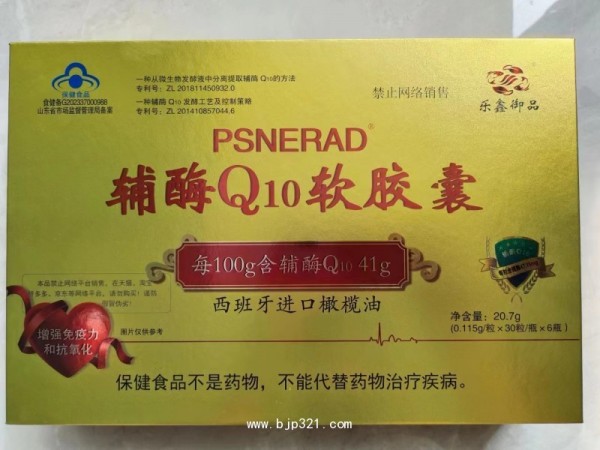 保健食品
食健备G202337000988
山东省市场监督管理局备案
一种从微生物发酵液中分离提取辅酶 Q10的方法
专利号：ZL 201611450932.0
一种辅酶 Q10 发酵工艺及控制策略
专利号：ZL 201410857044.6
禁止网络销售
乐鑫御品
PSNERAD®
辅酶Q10软胶囊
每100g含辅酶Q10 41g
西班牙进口橄榄油
净含量：20.7g
(0.115g/粒×30粒/瓶×6瓶)
增强免疫力
和抗氧化
图片仅供参考
保健食品不是药物，不能代替药物治疗疾病。
www.bjp321.com